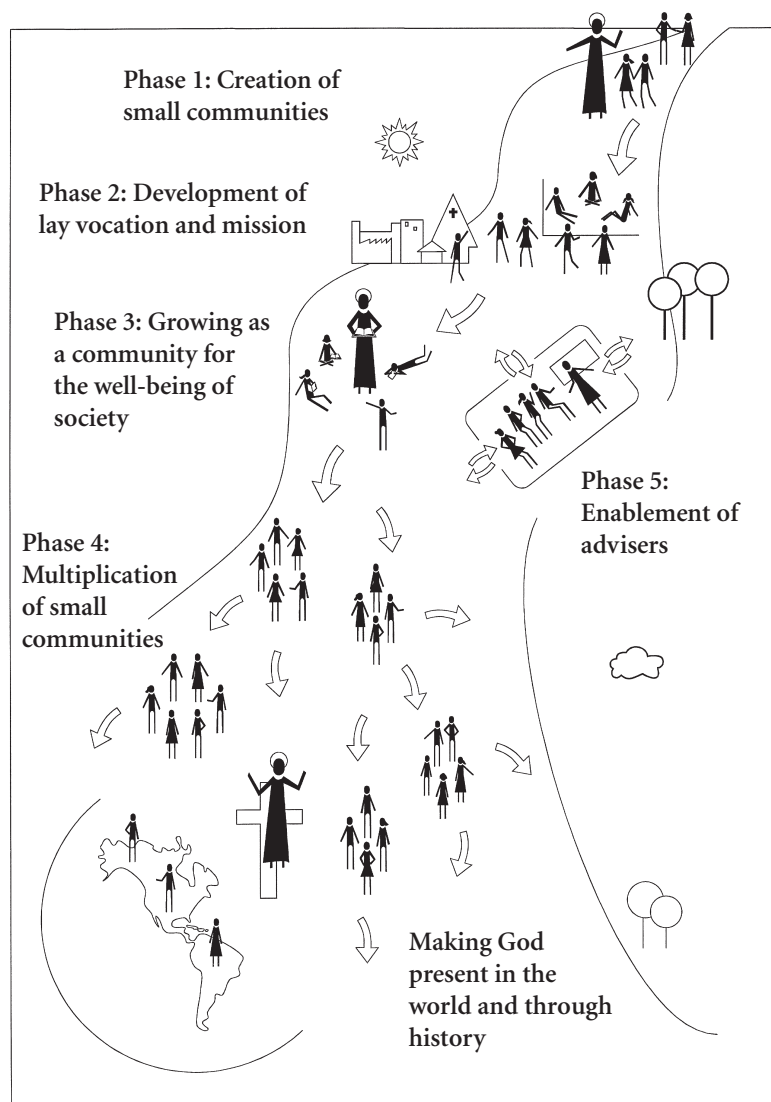 Phase 1: Creation of
small communities
Phase 2: Development of
lay vocation and mission
Phase 3: Growing as
a community for
the well-being of
society
Phase 5:
Enablement of
advisers
Phase 4:
Multiplication
of small
communities
Making God
present in the
world and through
history